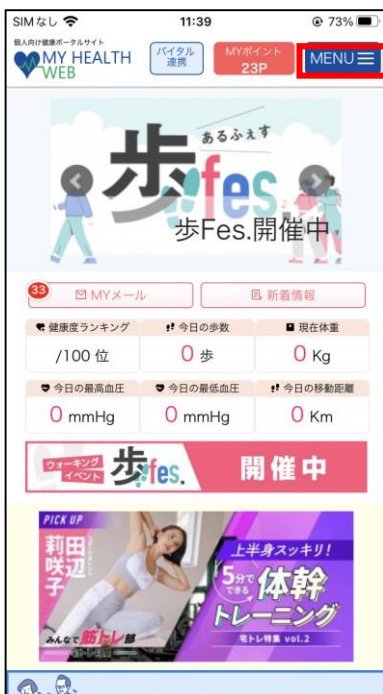 SIMなし 11:39 73%
個人向け健康ポータルサイト
MY HEALTH WEB
バイタル連携
MYポイント
23P
MENU
あるふぇす
歩fes.
歩Fes.開催中
33
MYメール
新着情報
健康度ランキング 今日の歩数 現在体重
/100 位 0 歩 0 Kg
今日の最高血圧 今日の最低血圧 今日の移動距離
0 mmHg 0 mmHg 0 Km
ウォーキングイベント 歩fes. 開催中
PICK UP
田辺莉咲子
上半身スッキリ!
5分でできる 体幹トレーニング
みんなで筋トレ部
宅トレ特集 vol.2